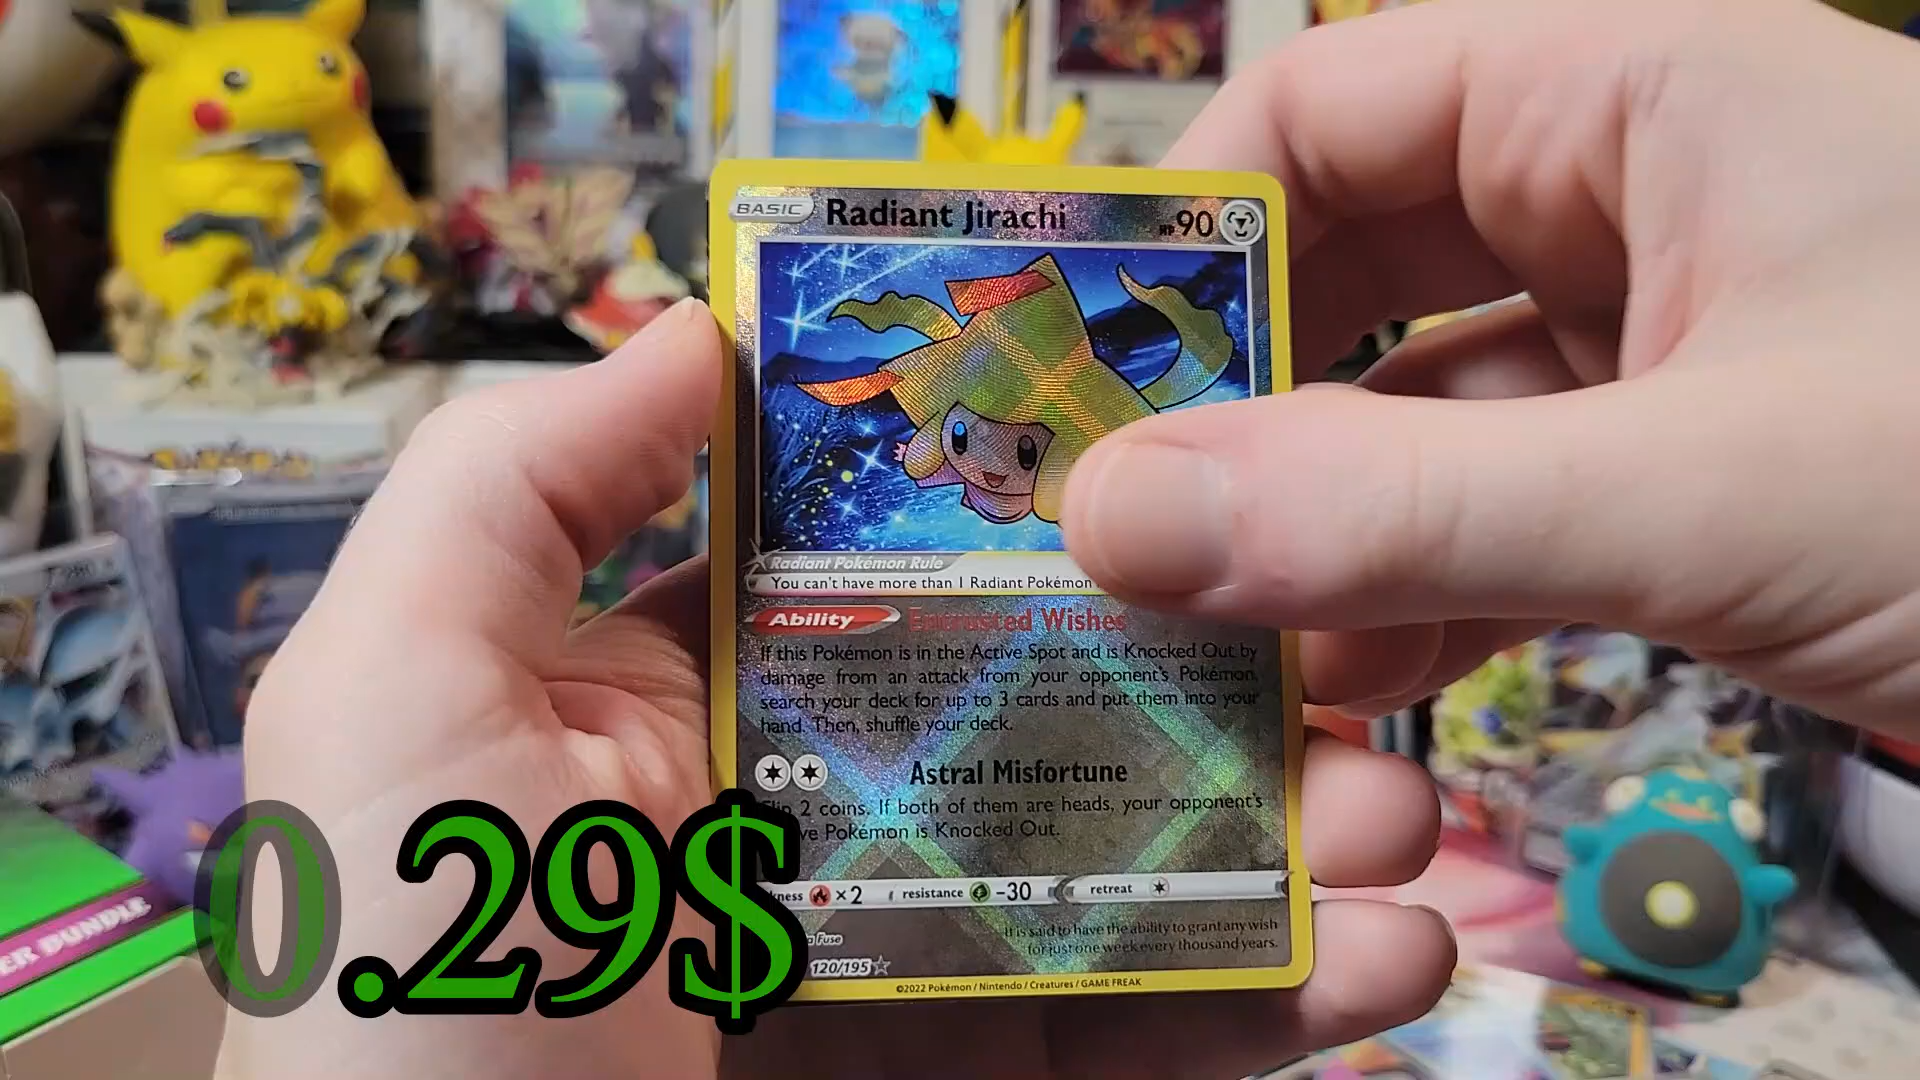 BASIC Radiant Jirachi HP 90
Radiant Pokémon Rule
You can't have more than 1 Radiant Pokémon
Ability Entrusted Wishes
If this Pokémon is in the Active Spot and is Knocked Out by
damage from an attack from your opponent's Pokémon,
search your deck for up to 3 cards and put them into your
hand. Then, shuffle your deck.
Astral Misfortune
2 coins. If both of them are heads, your opponent's
Pokémon is Knocked Out.
×2 resistance -30 retreat
It is said to have the ability to grant any wish
for just one week every thousand years.
Fuse
120/195
©2022 Pokémon / Nintendo / Creatures / GAME FREAK
0.29$
BUNDLE